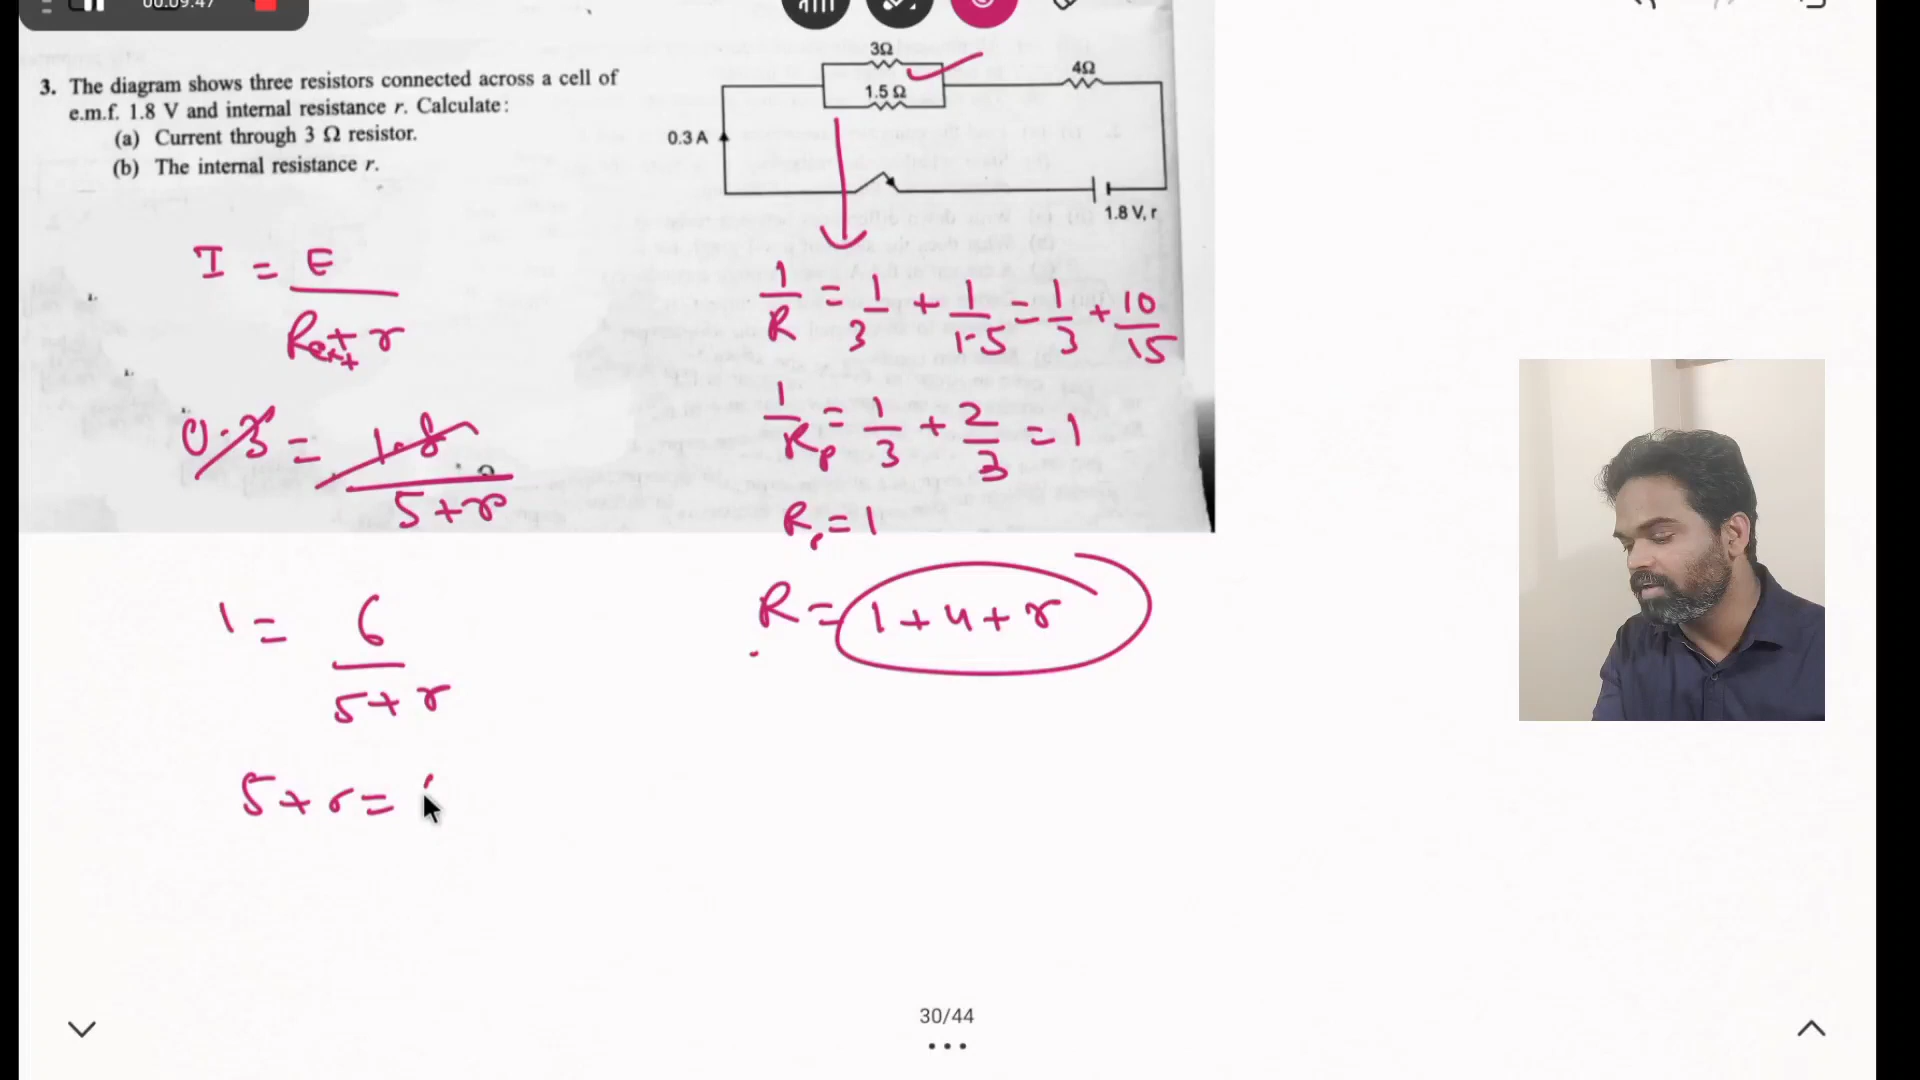 00:09:47
3. The diagram shows three resistors connected across a cell of
e.m.f. 1.8 V and internal resistance r. Calculate:
(a) Current through 3 Ω resistor.
(b) The internal resistance r.
3Ω
1.5 Ω
4Ω
0.3 A
1.8 V, r
I = E / Rext + r
1/R = 1/3 + 1/1.5 = 1/3 + 10/15
0.3 = 1.8 / 5+r
1/Rp = 1/3 + 2/3 = 1
Rp = 1
1 = 6 / 5+r
R = 1+4+r
5+r=
30/44